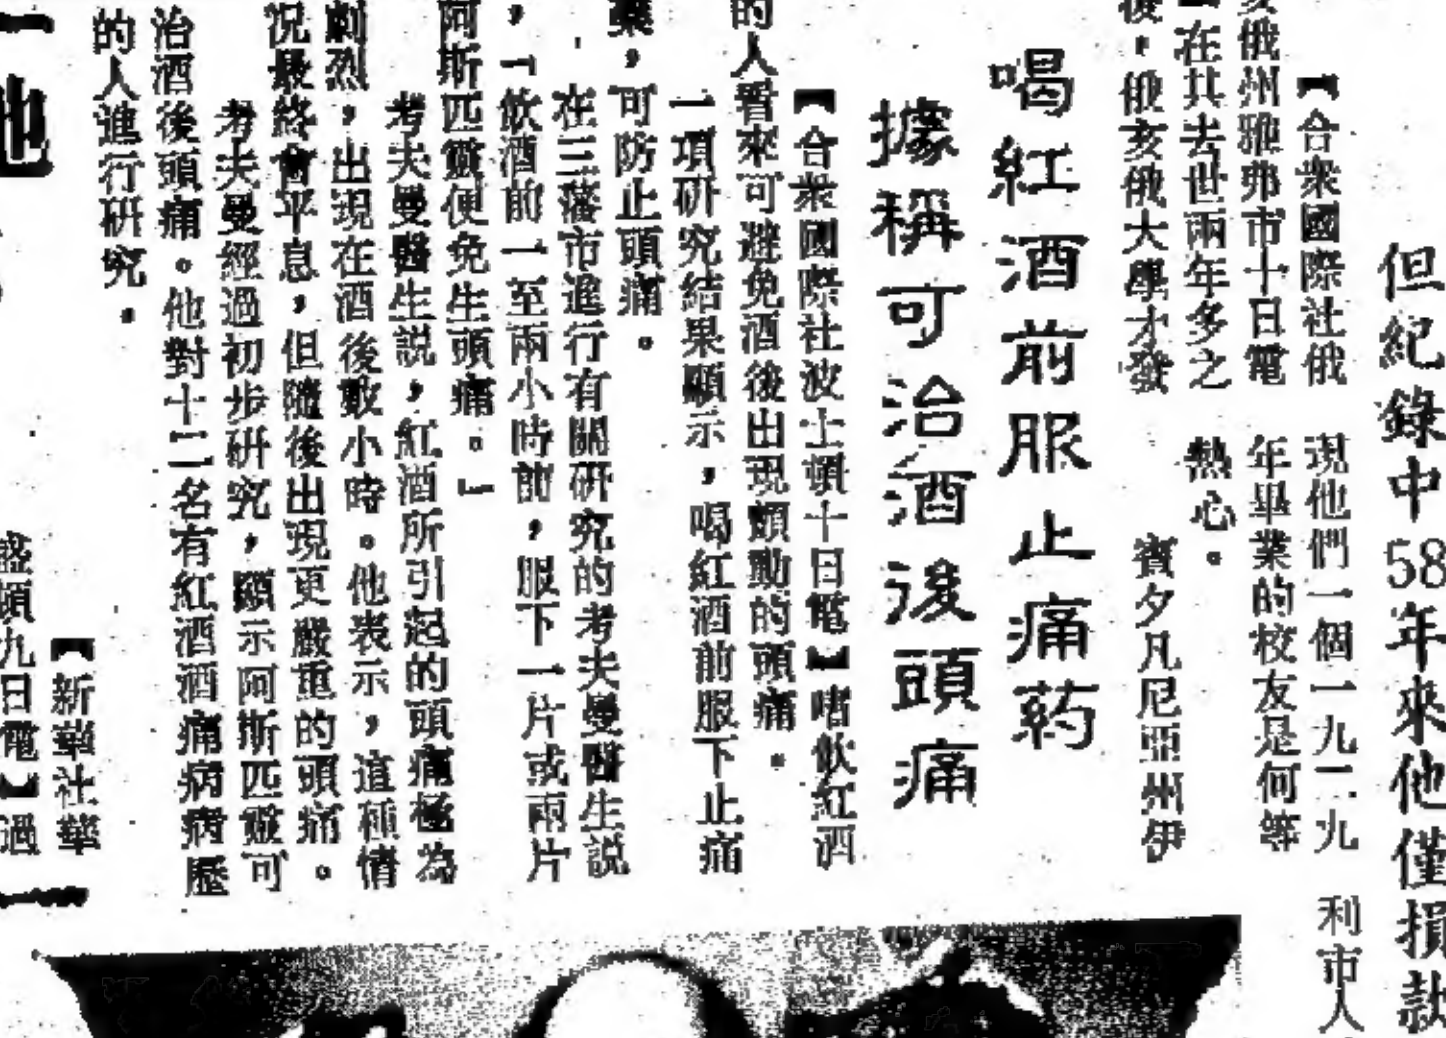 但紀錄中58年來他僅捐款
【合衆國際社俄
亥俄州雅典市十日電
】在其去世兩年多之
後，俄亥俄大學才發
現他們一個一九二九
年畢業的校友是何等
熱心。
賓夕凡尼亞州伊
利市人
喝紅酒前服止痛药
據稱可治酒後頭痛
【合衆國際社波士頓十日電】嗜飲紅酒
的人看來可避免酒後出現顫動的頭痛。
一項研究結果顯示，喝紅酒前服下止痛
藥，可防止頭痛。
在三藩市進行有關研究的考夫曼醫生説
，「飲酒前一至兩小時前，服下一片或兩片
阿斯匹靈便免生頭痛。」
考夫曼醫生説，紅酒所引起的頭痛極為
劇烈，出現在酒後數小時。他表示，這種情
況最終會平息，但隨後出現更嚴重的頭痛。
考夫曼經過初步研究，顯示阿斯匹靈可
治酒後頭痛。他對十二名有紅酒酒痛病病歷
的人進行研究。
【新華社華
盛頓九日電】過
一地